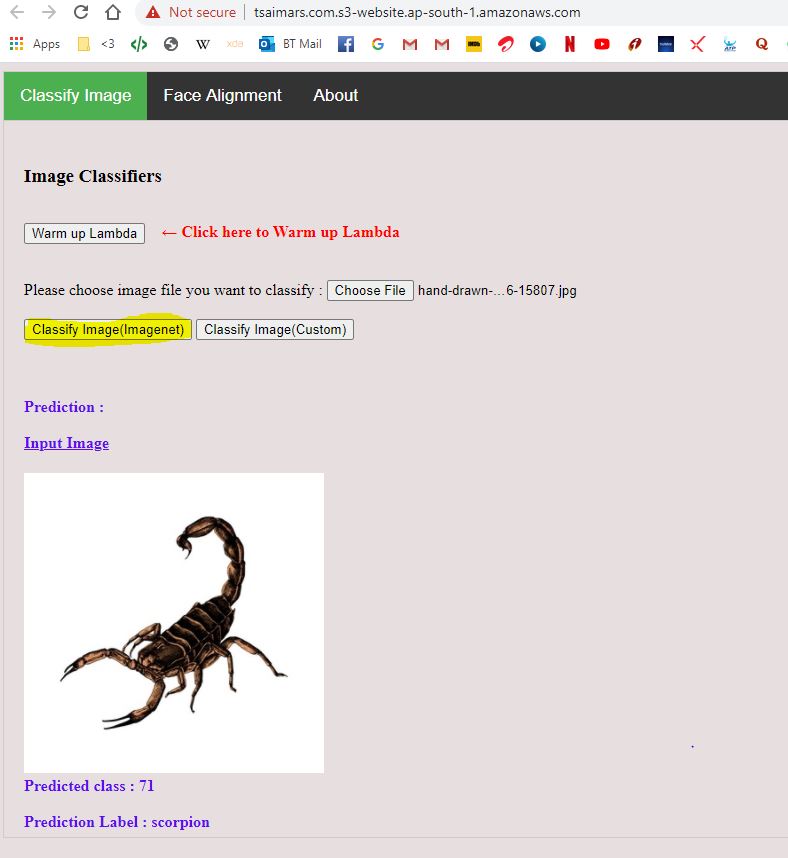 Not secure | tsaimars.com.s3-website.ap-south-1.amazonaws.com
Apps <3 </> W xda BT Mail f G M M IMDb N X Q
Classify Image Face Alignment About
Image Classifiers
Warm up Lambda ← Click here to Warm up Lambda
Please choose image file you want to classify : Choose File hand-drawn-...6-15807.jpg
Classify Image(Imagenet) Classify Image(Custom)
Prediction :
Input Image
Predicted class : 71
Prediction Label : scorpion